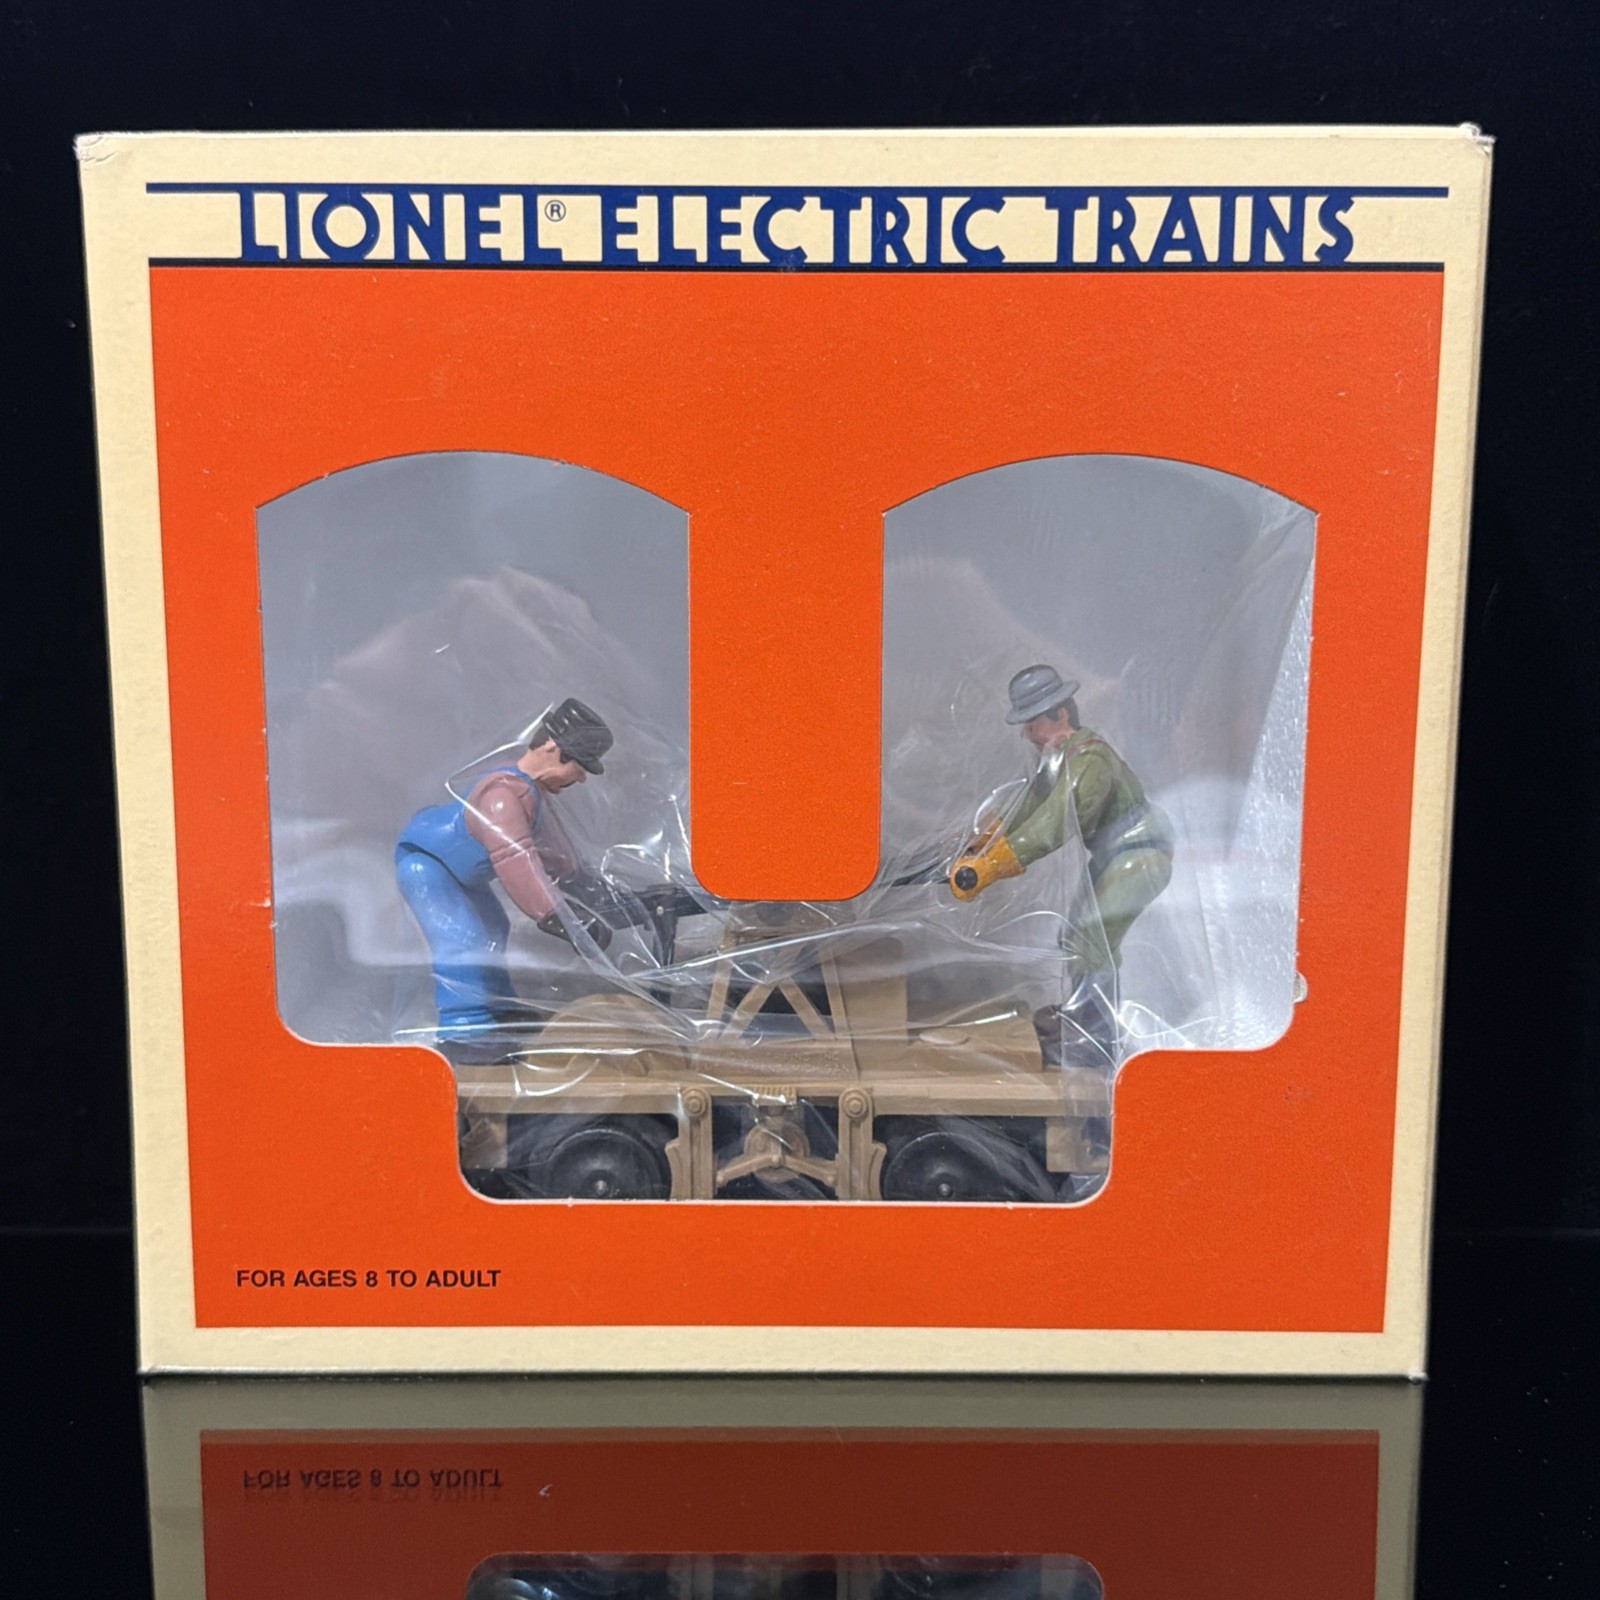 LIONEL® ELECTRIC TRAINS
FOR AGES 8 TO ADULT